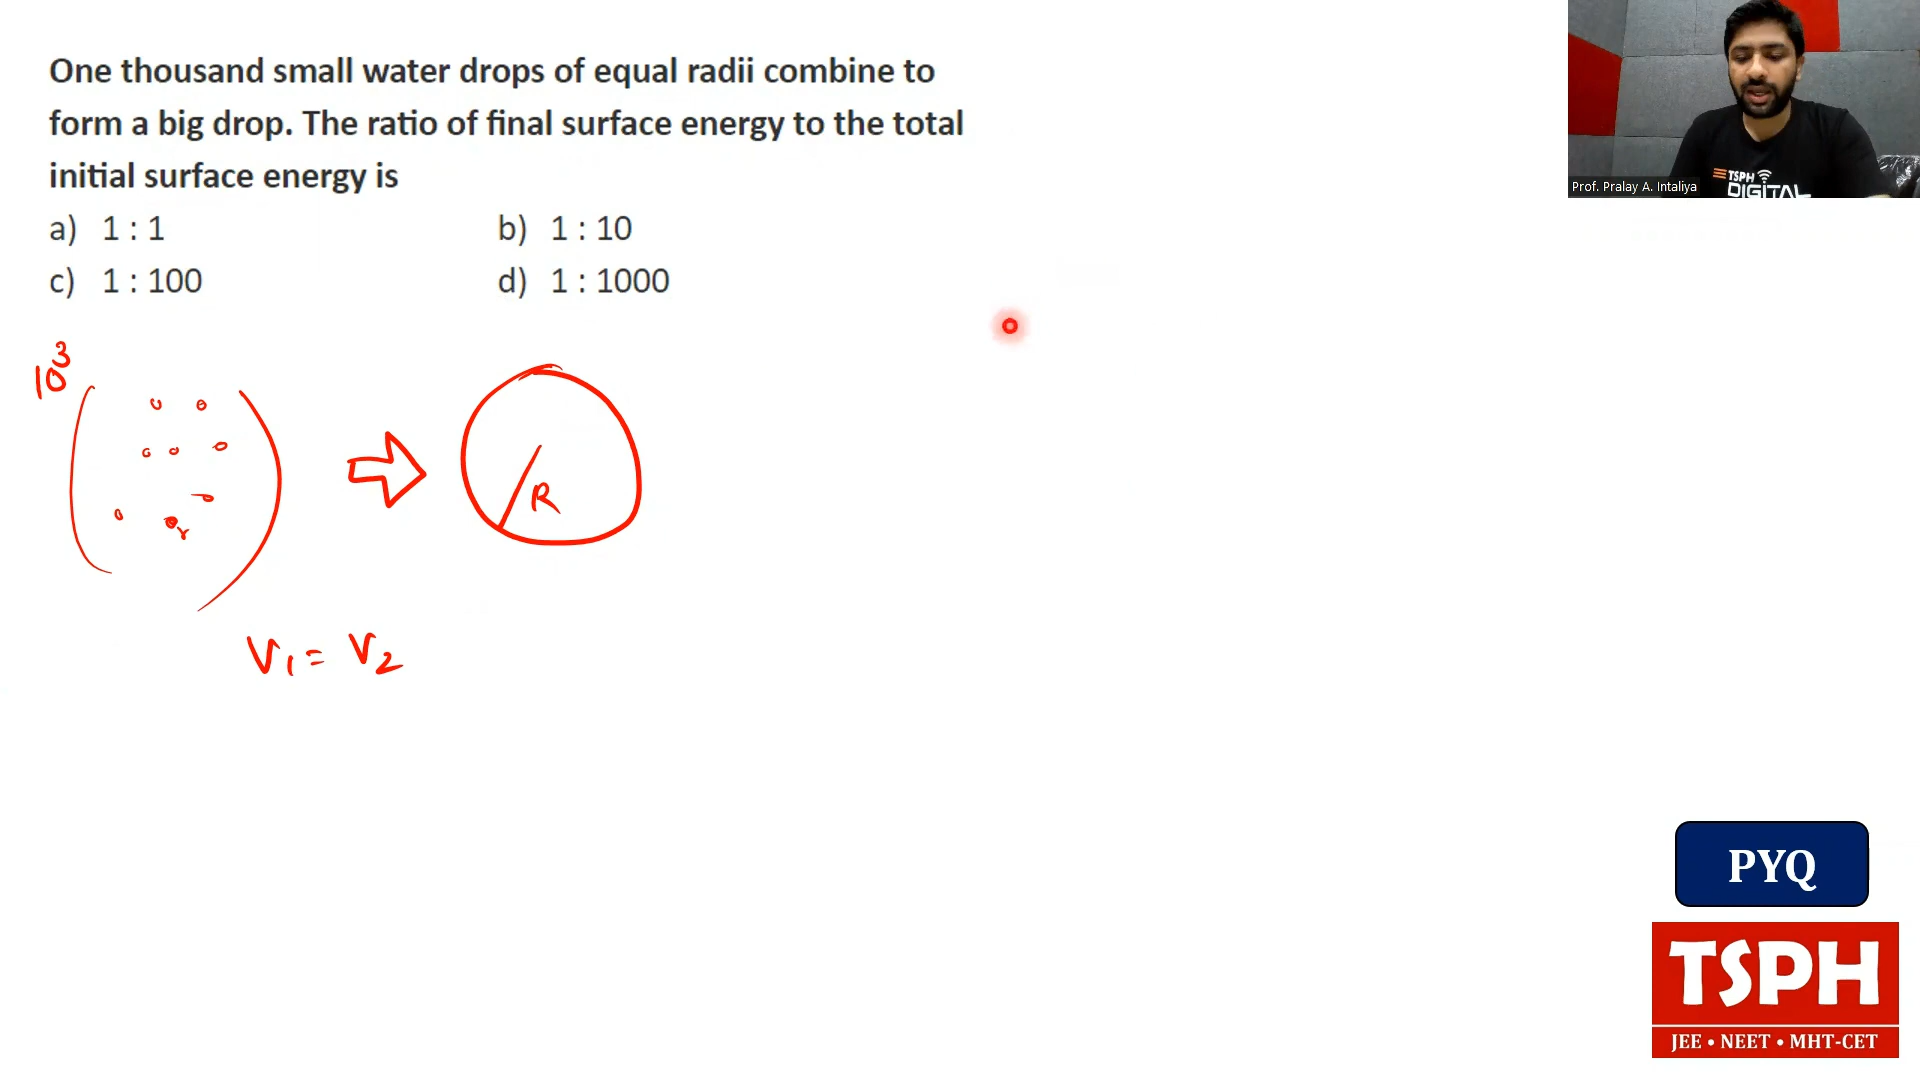 One thousand small water drops of equal radii combine to
form a big drop. The ratio of final surface energy to the total
initial surface energy is
a) 1 : 1
b) 1 : 10
c) 1 : 100
d) 1 : 1000
10³
r
R
V₁ = V₂
TSPH
DIGITAL
Prof. Pralay A. Intaliya
PYQ
TSPH
JEE • NEET • MHT-CET